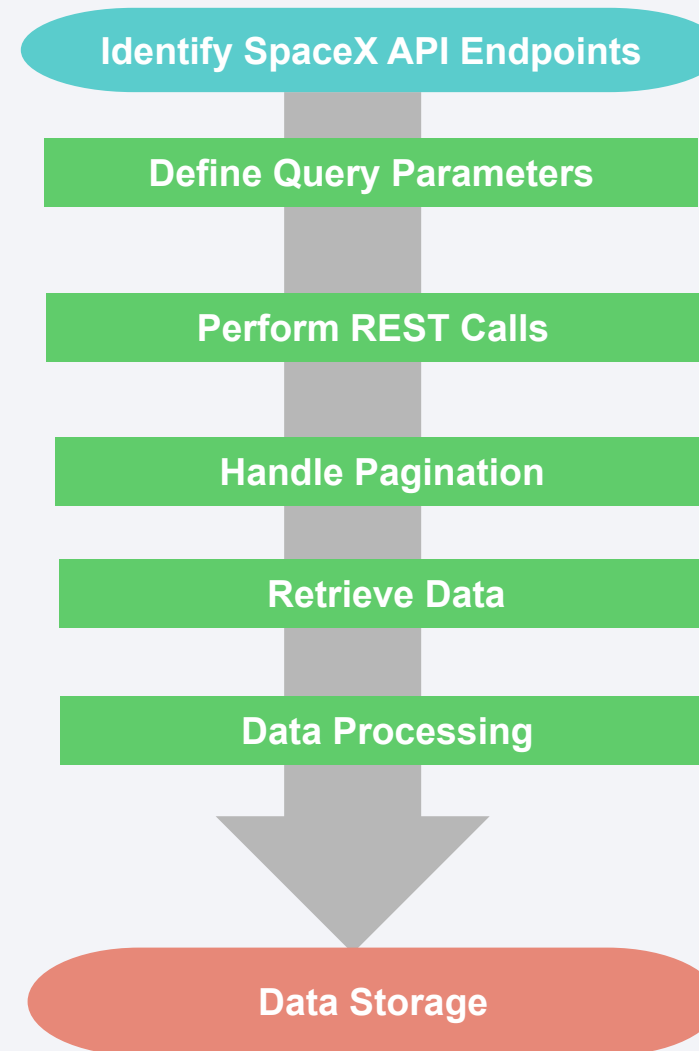 Identify SpaceX API Endpoints
Define Query Parameters
Perform REST Calls
Handle Pagination
Retrieve Data
Data Processing
Data Storage